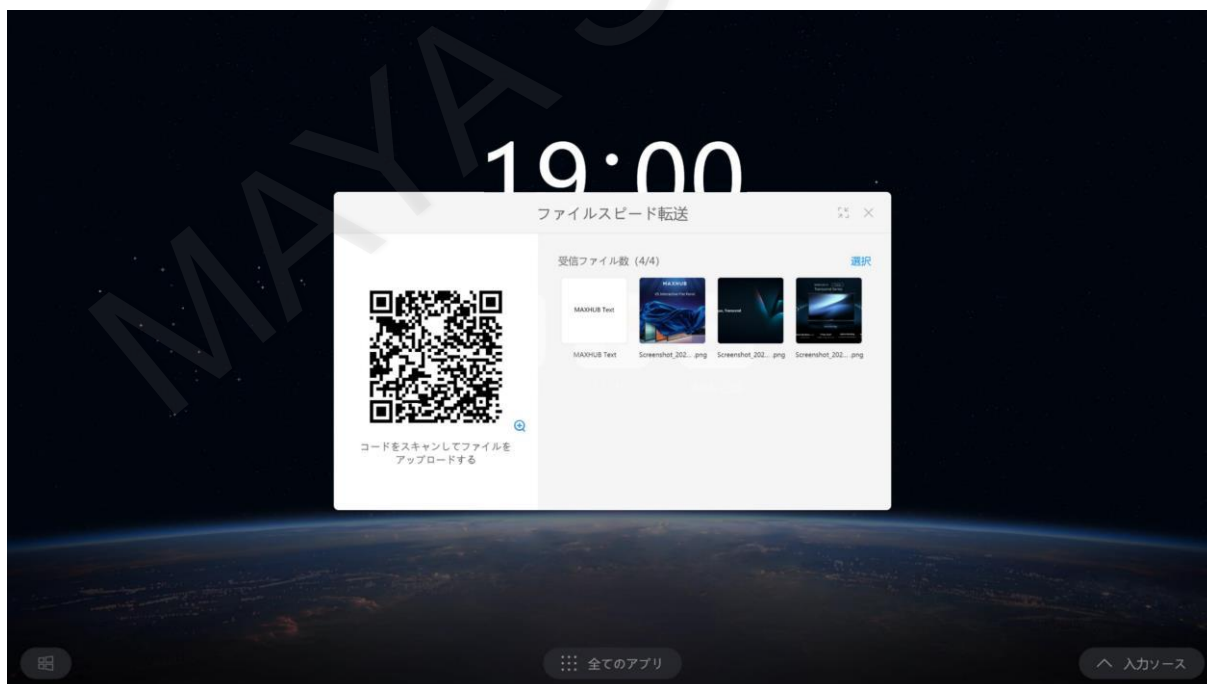 MAYA
19:00
ファイルスピード転送
受信ファイル数 (4/4)
選択
MAXHUB Text
MAXHUB
MAXHUB Text
Screenshot_202... .png
Screenshot_202... .png
Screenshot_202... .png
コードをスキャンしてファイルを
アップロードする
全てのアプリ
入力ソース